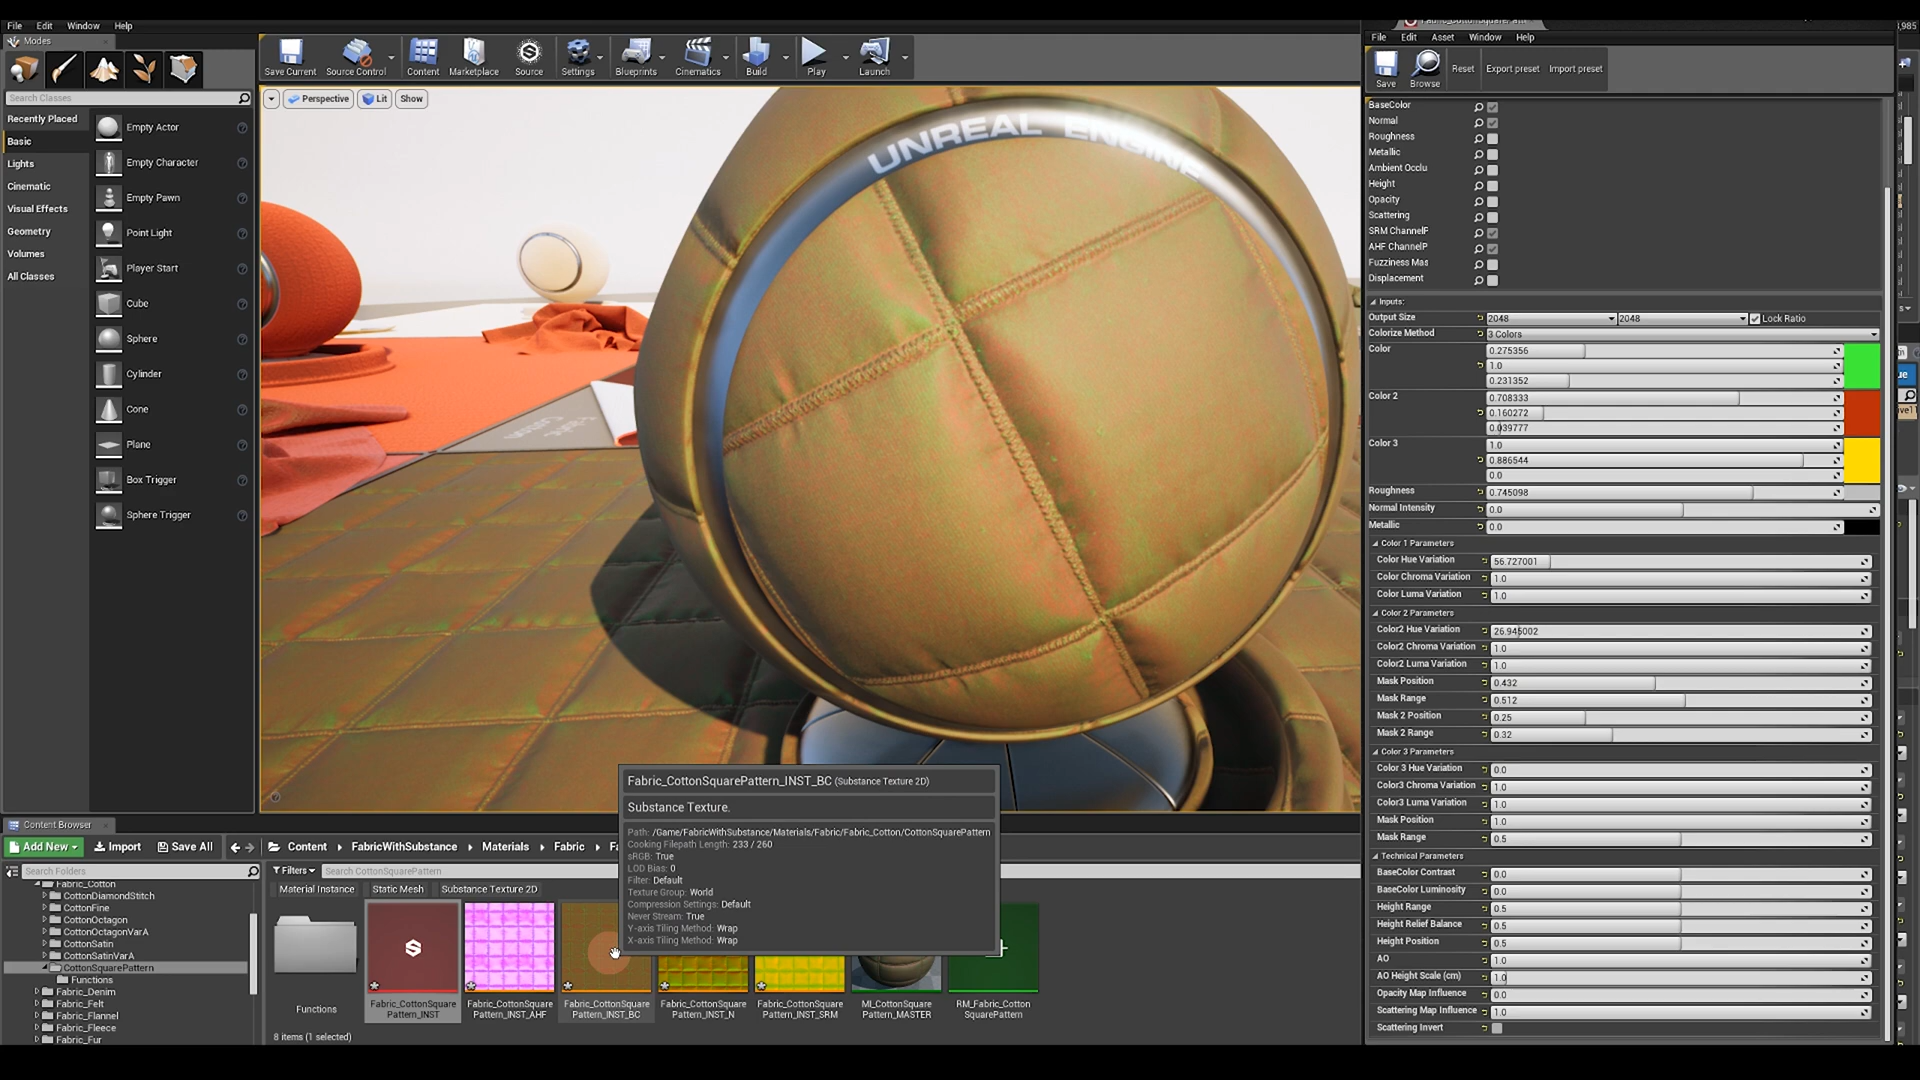 File Edit Window Help
Modes
Search Classes
Recently Placed
Basic
Lights
Cinematic
Visual Effects
Geometry
Volumes
All Classes
Empty Actor
Empty Character
Empty Pawn
Point Light
Player Start
Cube
Sphere
Cylinder
Cone
Plane
Box Trigger
Sphere Trigger
Save Current Source Control Content Marketplace Source Settings Blueprints Cinematics Build Play Launch
Perspective Lit Show
UNREAL ENGINE
File Edit Asset Window Help
Save Browse Reset Export preset Import preset
BaseColor
Normal
Roughness
Metallic
Ambient Occlu
Height
Opacity
Scattering
SRM ChannelF
AHF ChannelP
Fuzziness Mas
Displacement
Inputs:
Output Size 2048 2048 Lock Ratio
Colorize Method 3 Colors
Color 0.275356
1.0
0.231352
Color 2 0.708333
0.160272
0.039777
Color 3 1.0
0.886544
0.0
Roughness 0.745098
Normal Intensity 0.0
Metallic 0.0
Color 1 Parameters
Color Hue Variation 56.727001
Color Chroma Variation 1.0
Color Luma Variation 1.0
Color 2 Parameters
Color2 Hue Variation 26.945002
Color2 Chroma Variation 1.0
Color2 Luma Variation 1.0
Mask Position 0.432
Mask Range 0.512
Mask 2 Position 0.25
Mask 2 Range 0.32
Color 3 Parameters
Color 3 Hue Variation 0.0
Color3 Chroma Variation 1.0
Color3 Luma Variation 1.0
Mask Position 1.0
Mask Range 0.5
Technical Parameters
BaseColor Contrast 0.0
BaseColor Luminosity 0.0
Height Range 0.5
Height Relief Balance 0.5
Height Position 0.5
AO 1.0
AO Height Scale (cm) 1.0
Opacity Map Influence 0.0
Scattering Map Influence 1.0
Scattering Invert
Fabric_CottonSquarePattern_INST_BC (Substance Texture 2D)
Substance Texture.
Path: /Game/FabricWithSubstance/Materials/Fabric/Fabric_Cotton/CottonSquarePattern
Cooking Filepath Length: 233 / 260
sRGB: True
LOD Bias: 0
Filter: Default
Texture Group: World
Compression Settings: Default
Never Stream: True
Y-axis Tiling Method: Wrap
X-axis Tiling Method: Wrap
Content Browser
Add New Import Save All Content FabricWithSubstance Materials Fabric Fa
Search Folders
Fabric_Cotton
CottonDiamondStitch
CottonFine
CottonOctagon
CottonOctagonVarA
CottonSatin
CottonSatinVarA
CottonSquarePattern
Functions
Fabric_Denim
Fabric_Felt
Fabric_Flannel
Fabric_Fleece
Fabric_Fur
Filters Search CottonSquarePattern
Material Instance Static Mesh Substance Texture 2D
Functions
Fabric_CottonSquare
Pattern_INST
Fabric_CottonSquare
Pattern_INST_AHF
Fabric_CottonSquare
Pattern_INST_BC
Fabric_CottonSquare
Pattern_INST_N
Fabric_CottonSquare
Pattern_INST_SRM
MI_CottonSquare
Pattern_MASTER
RM_Fabric_Cotton
SquarePattern
8 items (1 selected)